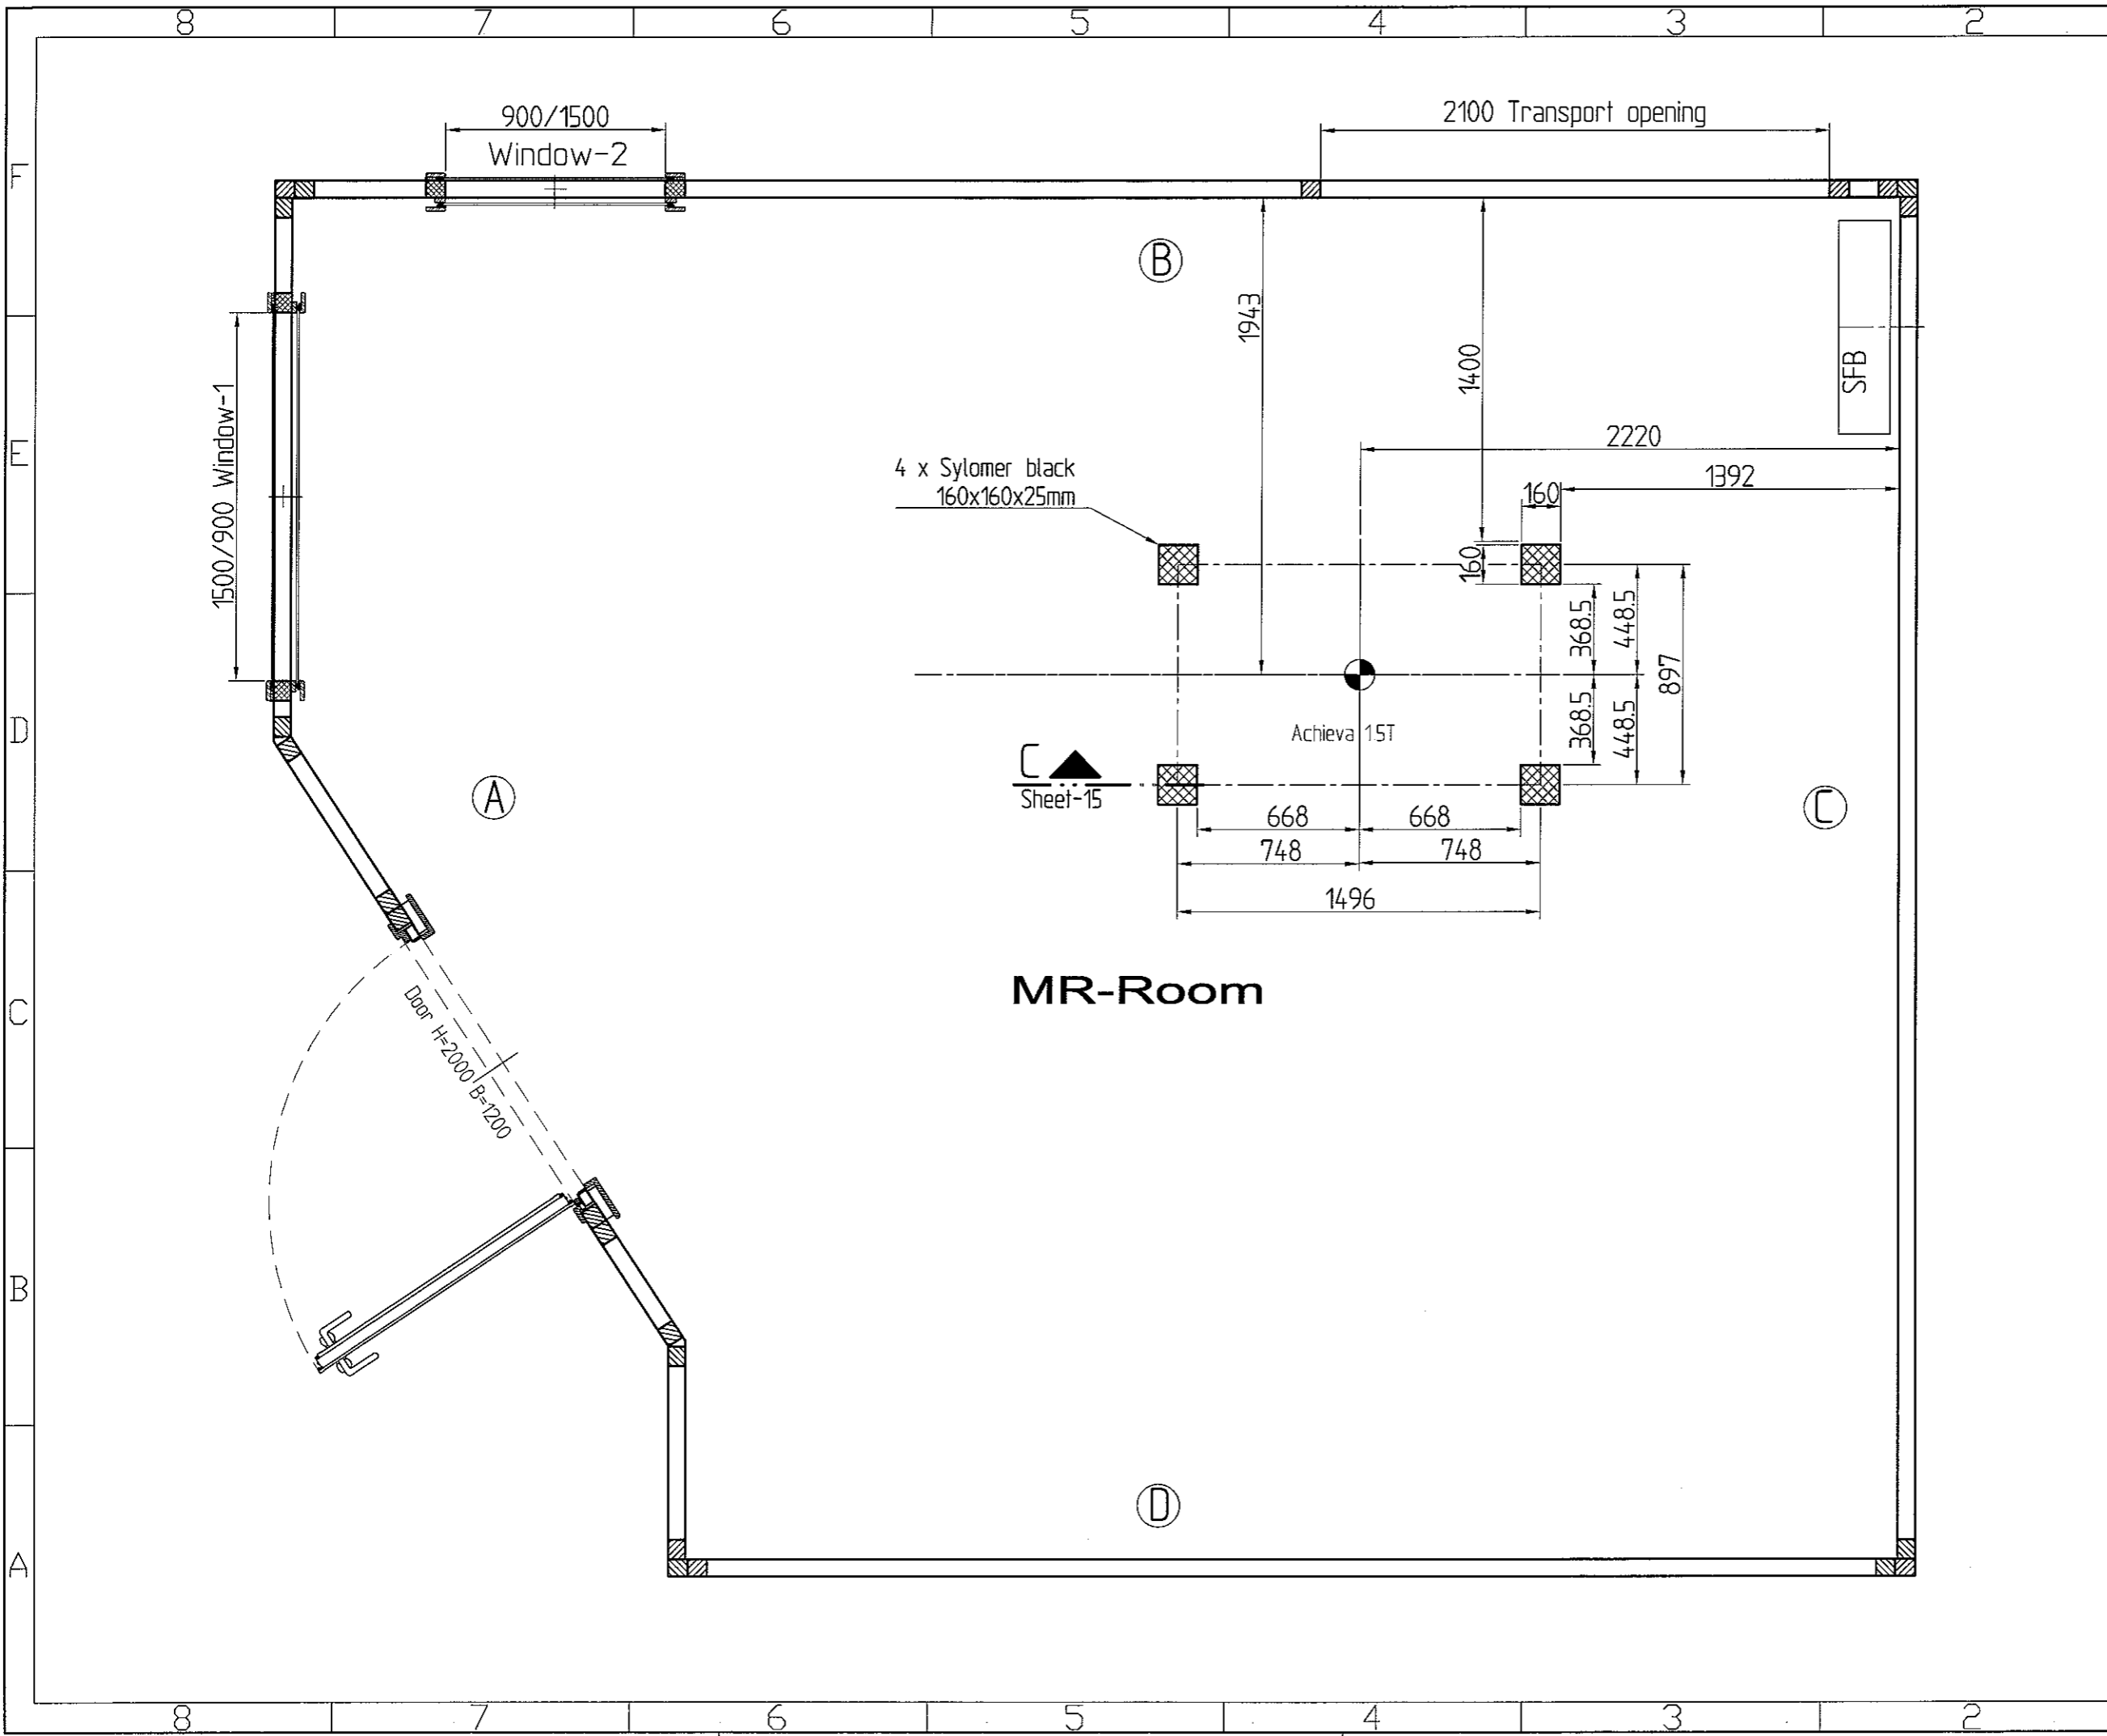 8 7 6 5 4 3 2
900/1500
Window-2
2100 Transport opening
F
B
1943
1400
SFB
1500/900 Window-1
E
2220
4 x Sylomer black
160x160x25mm
1392
160
160
368.5
448.5
897
368.5
448.5
D
Achieva 1.5T
C
Sheet-15
A
C
668 668
748 748
1496
MR-Room
C
Door H=2000 B=1200
B
D
A
8 7 6 5 4 3 2